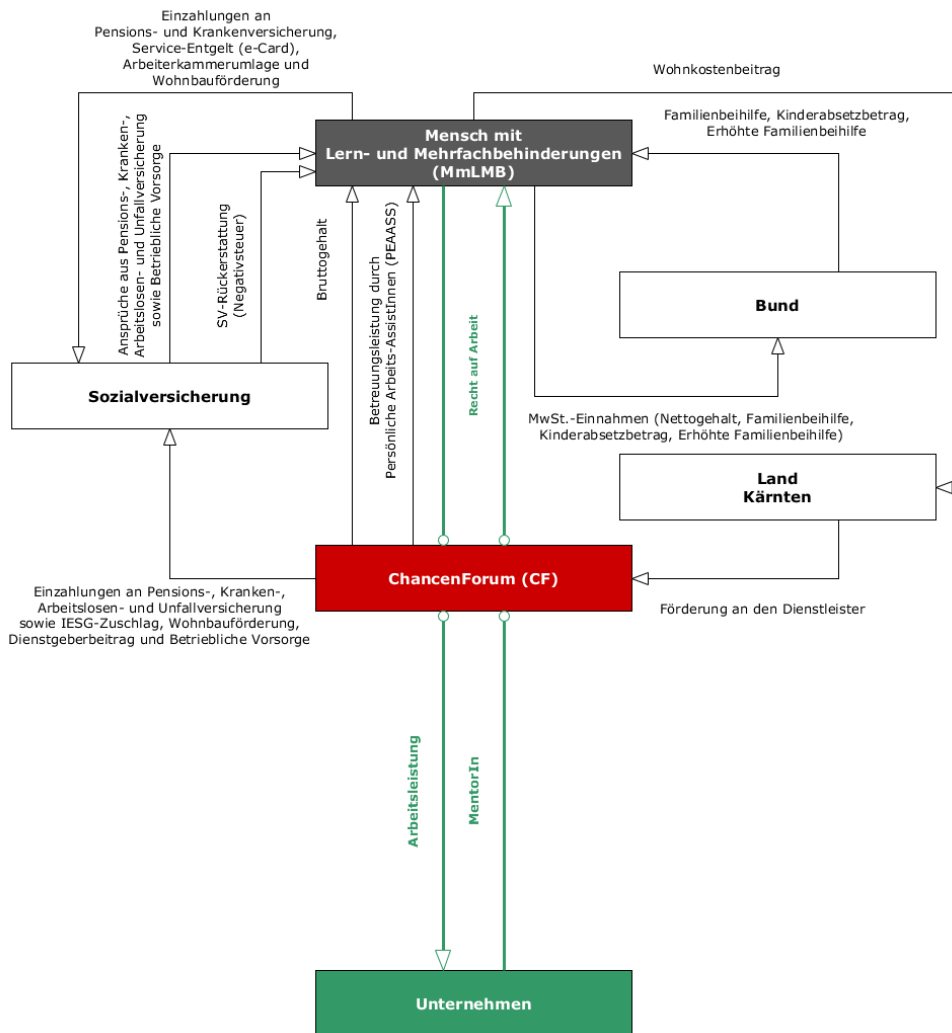 Einzahlungen an
Pensions- und Krankenversicherung,
Service-Entgelt (e-Card),
Arbeiterkammerumlage und
Wohnbauförderung
Wohnkostenbeitrag
Familienbeihilfe, Kinderabsetzbetrag,
Erhöhte Familienbeihilfe
Mensch mit
Lern- und Mehrfachbehinderungen
(MmLMB)
Ansprüche aus Pensions-, Kranken-,
Arbeitslosen- und Unfallversicherung
sowie Betriebliche Vorsorge
SV-Rückerstattung
(Negativsteuer)
Bruttogehalt
Betreuungsleistung durch
Persönliche Arbeits-AssistInnen (PEAASS)
Recht auf Arbeit
Bund
Sozialversicherung
MwSt.-Einnahmen (Nettogehalt, Familienbeihilfe,
Kinderabsetzbetrag, Erhöhte Familienbeihilfe)
Land
Kärnten
ChancenForum (CF)
Einzahlungen an Pensions-, Kranken-,
Arbeitslosen- und Unfallversicherung
sowie IESG-Zuschlag, Wohnbauförderung,
Dienstgeberbeitrag und Betriebliche Vorsorge
Förderung an den Dienstleister
Arbeitsleistung
MentorIn
Unternehmen